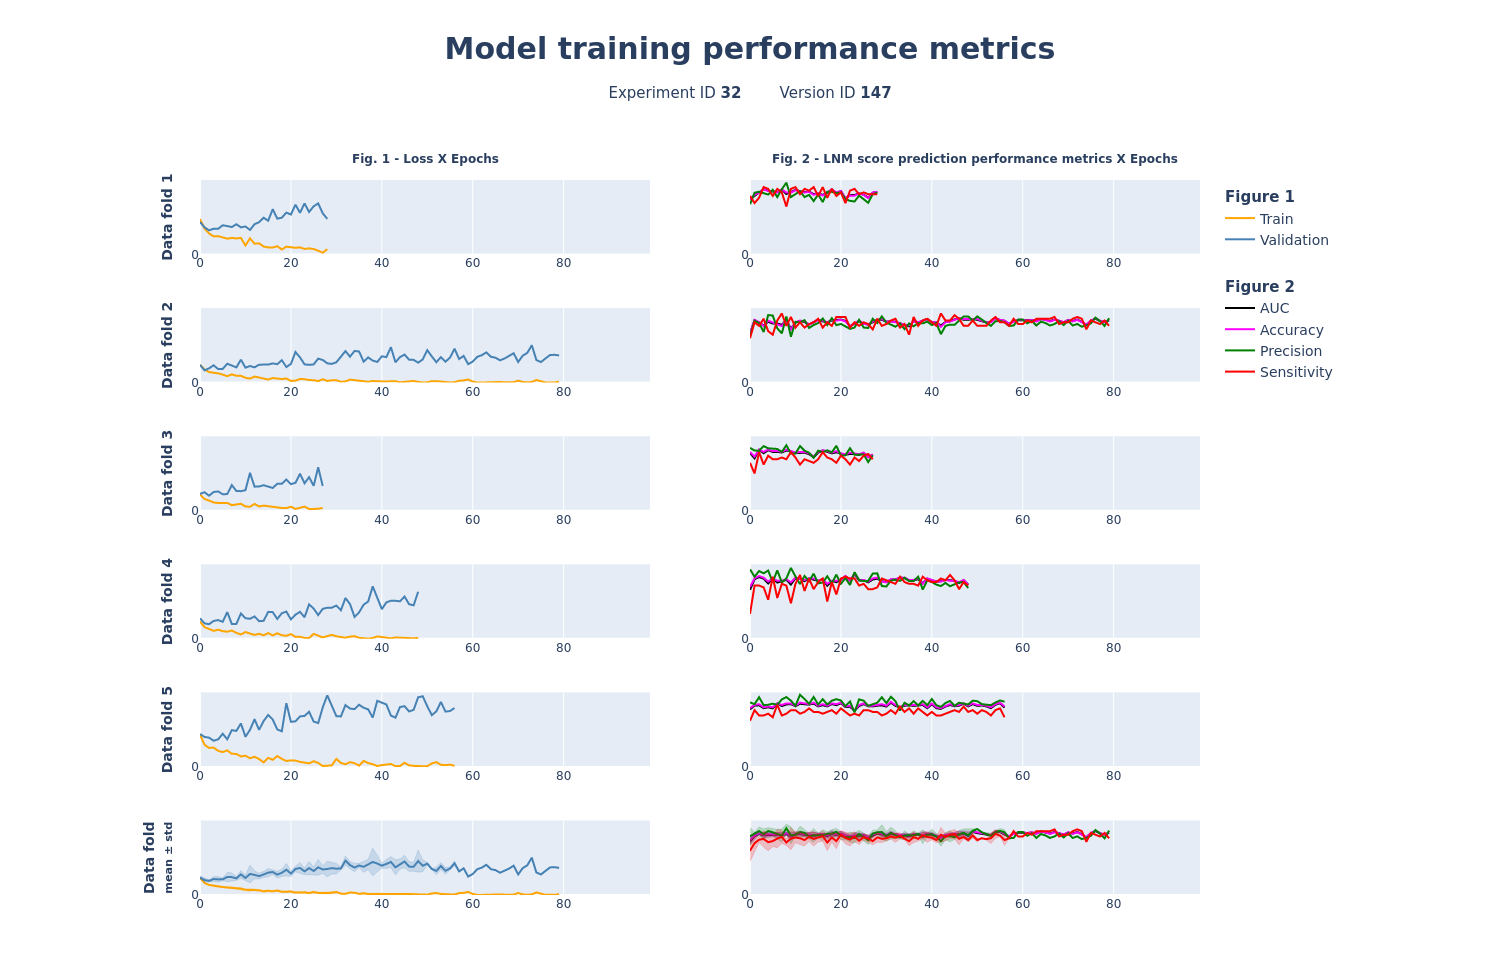 Model training performance metrics
Experiment ID 32 Version ID 147
Fig. 1 - Loss X Epochs
Fig. 2 - LNM score prediction performance metrics X Epochs
Data fold 1
0
0 20 40 60 80
0
0 20 40 60 80
Figure 1
Train
Validation
Figure 2
AUC
Accuracy
Precision
Sensitivity
Data fold 2
0
0 20 40 60 80
0
0 20 40 60 80
Data fold 3
0
0 20 40 60 80
0
0 20 40 60 80
Data fold 4
0
0 20 40 60 80
0
0 20 40 60 80
Data fold 5
0
0 20 40 60 80
0
0 20 40 60 80
Data fold
mean ± std
0
0 20 40 60 80
0
0 20 40 60 80